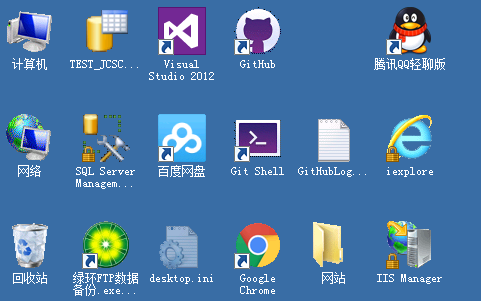 计算机
TEST_JCSC...
Visual
Studio 2012
GitHub
腾讯QQ轻聊版
网络
SQL Server
Managem...
百度网盘
Git Shell
GitHubLog...
iexplore
回收站
绿环FTP数据
备份.exe...
desktop.ini
Google
Chrome
网站
IIS Manager